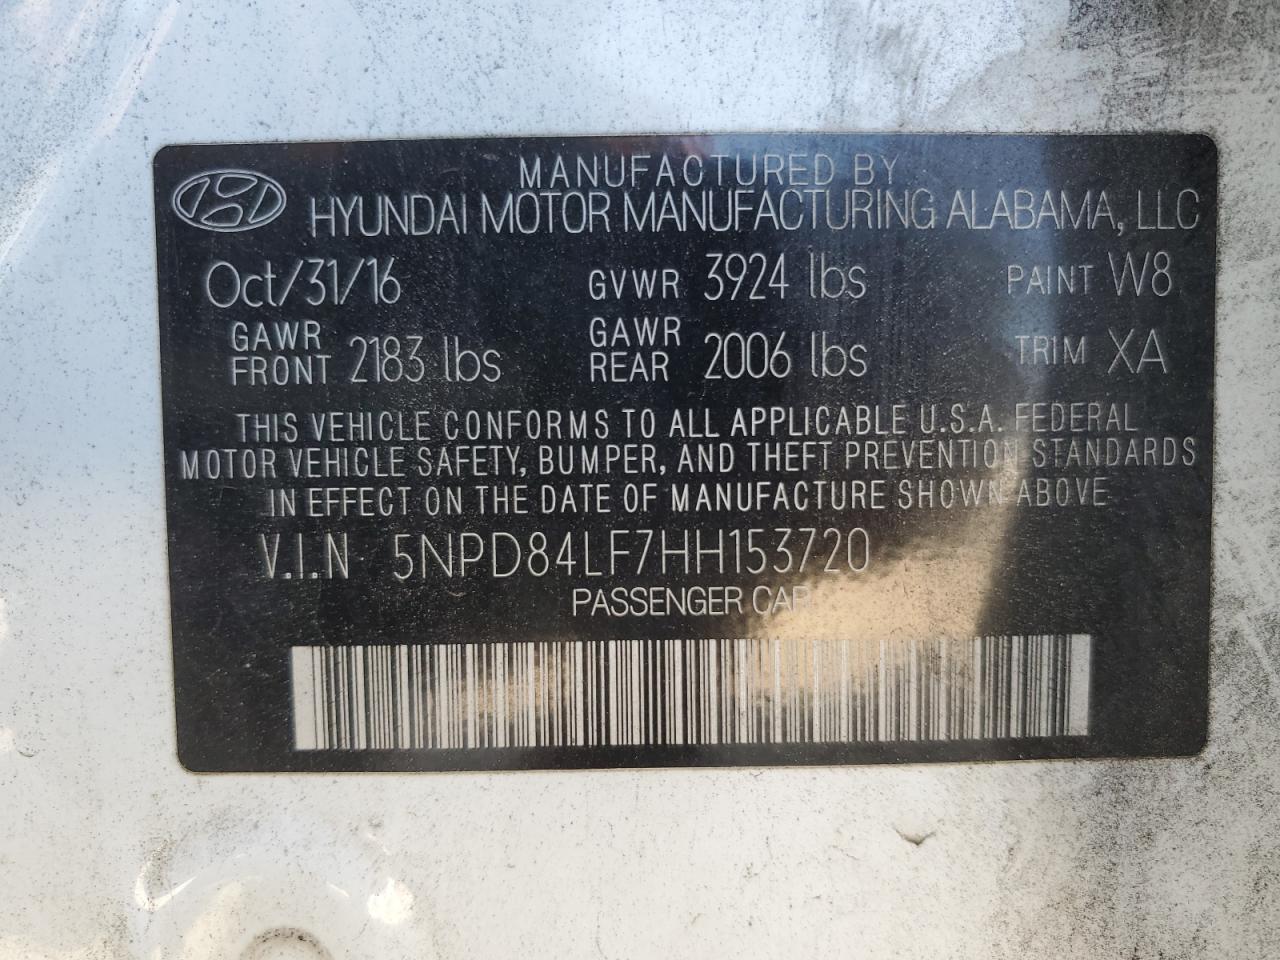 MANUFACTURED BY
HYUNDAI MOTOR MANUFACTURING ALABAMA, LLC
Oct/31/16 GVWR 3924 lbs PAINT W8
GAWR FRONT 2183 lbs GAWR REAR 2006 lbs TRIM XA
THIS VEHICLE CONFORMS TO ALL APPLICABLE U.S.A. FEDERAL
MOTOR VEHICLE SAFETY, BUMPER, AND THEFT PREVENTION STANDARDS
IN EFFECT ON THE DATE OF MANUFACTURE SHOWN ABOVE
V.I.N 5NPD84LF7HH153720
PASSENGER CAR